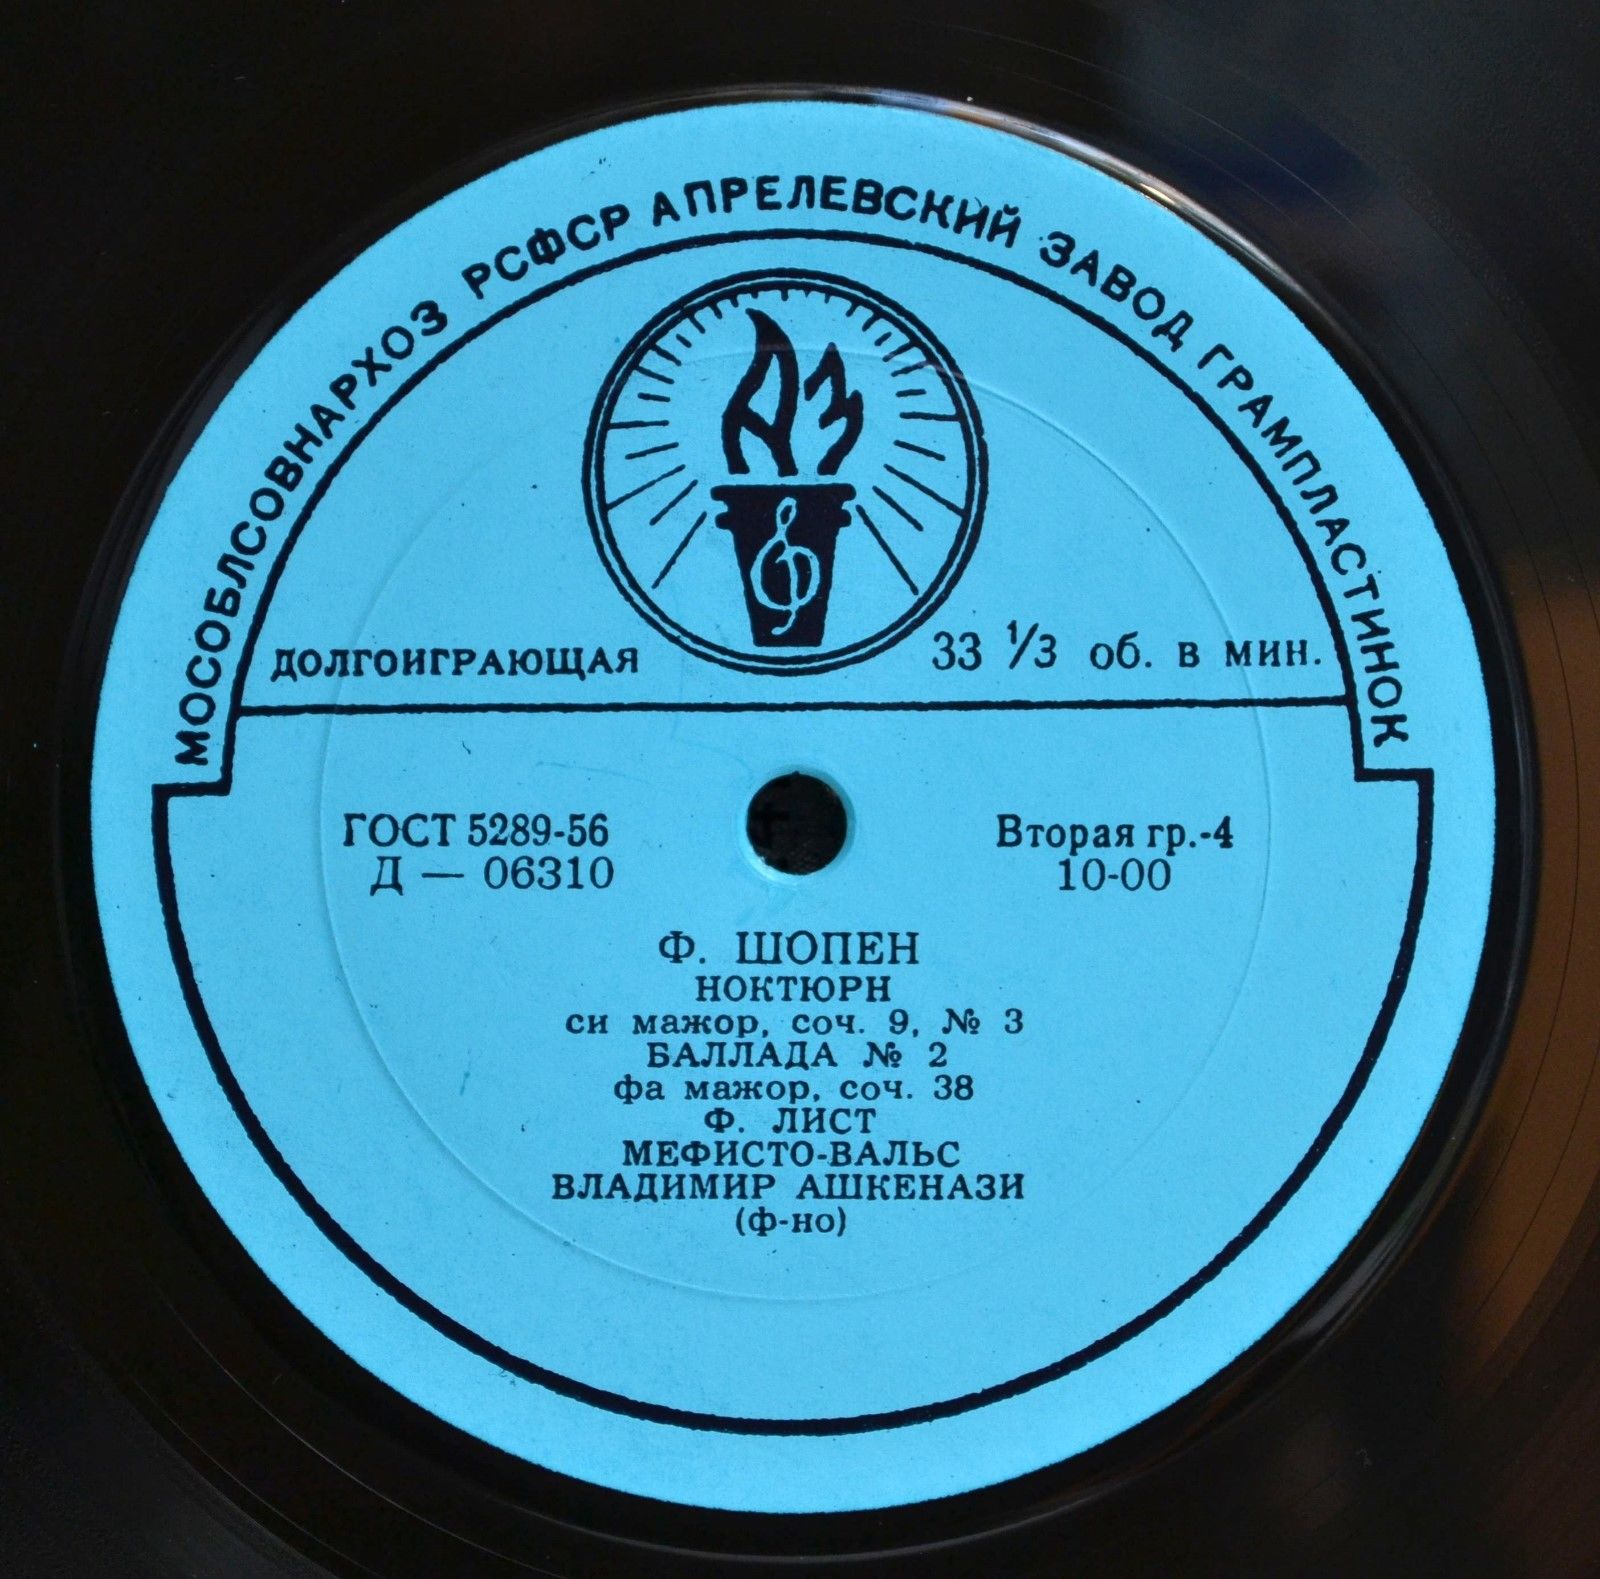 МОСОБЛСОВНАРХОЗ РСФСР АПРЕЛЕВСКИЙ ЗАВОД ГРАМПЛАСТИНОК
АЗ
ДОЛГОИГРАЮЩАЯ
33 1/3 об. в мин.
ГОСТ 5289-56
Д — 06310
Вторая гр.-4
10-00
Ф. ШОПЕН
НОКТЮРН
си мажор, соч. 9, № 3
БАЛЛАДА № 2
фа мажор, соч. 38
Ф. ЛИСТ
МЕФИСТО-ВАЛЬС
ВЛАДИМИР АШКЕНАЗИ
(ф-но)